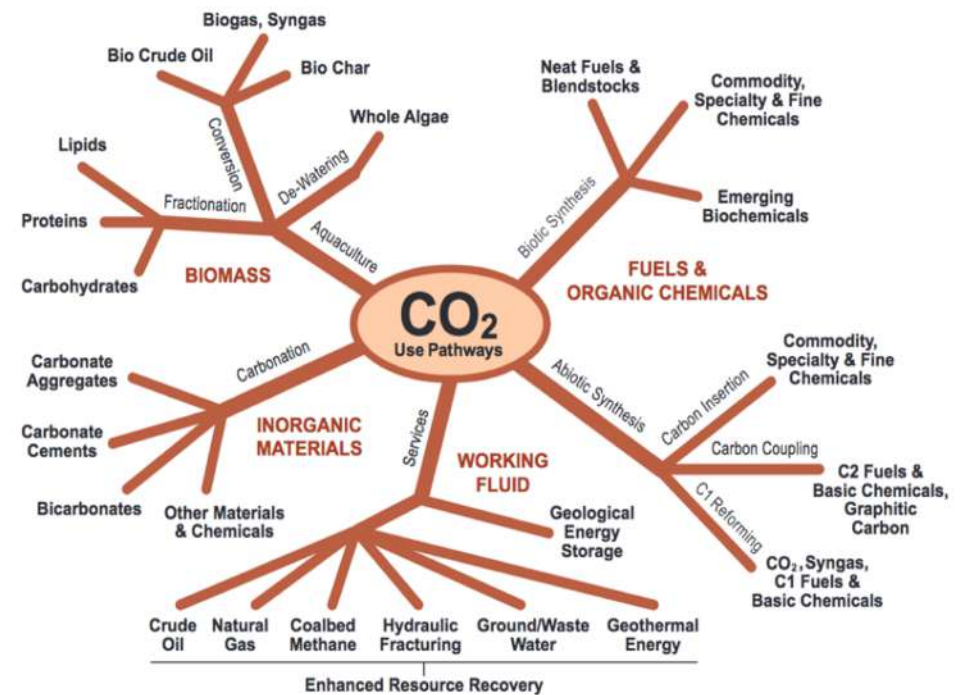 Biogas, Syngas
Bio Crude Oil
Bio Char
Conversion
Whole Algae
De-Watering
Lipids
Fractionation
Proteins
Carbohydrates
Aquaculture
BIOMASS
Neat Fuels &
Blendstocks
Commodity,
Specialty & Fine
Chemicals
Emerging
Biochemicals
Biotic Synthesis
FUELS &
ORGANIC CHEMICALS
CO₂
Use Pathways
Carbonation
Carbonate
Aggregates
Carbonate
Cements
Bicarbonates
Other Materials
& Chemicals
INORGANIC
MATERIALS
Services
WORKING
FLUID
Geological
Energy
Storage
Abiotic Synthesis
Carbon Insertion
Commodity,
Specialty & Fine
Chemicals
Carbon Coupling
C2 Fuels &
Basic Chemicals,
Graphitic
Carbon
C1 Reforming
CO₂, Syngas,
C1 Fuels &
Basic Chemicals
Crude
Oil
Natural
Gas
Coalbed
Methane
Hydraulic
Fracturing
Ground/Waste
Water
Geothermal
Energy
Enhanced Resource Recovery